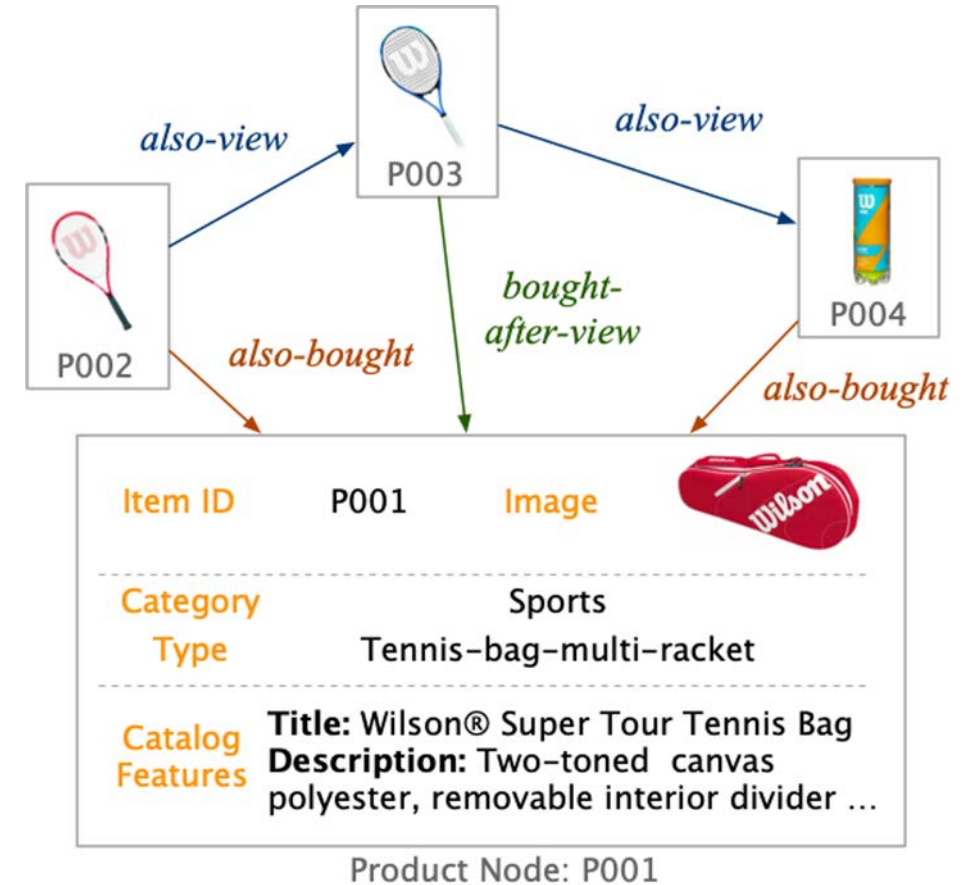 also-view
also-view
P003
P002
P004
bought-
after-view
also-bought
also-bought
Item ID P001 Image
Wilson
Category Sports
Type Tennis-bag-multi-racket
Catalog
Features
Title: Wilson® Super Tour Tennis Bag
Description: Two-toned canvas
polyester, removable interior divider ...
Product Node: P001